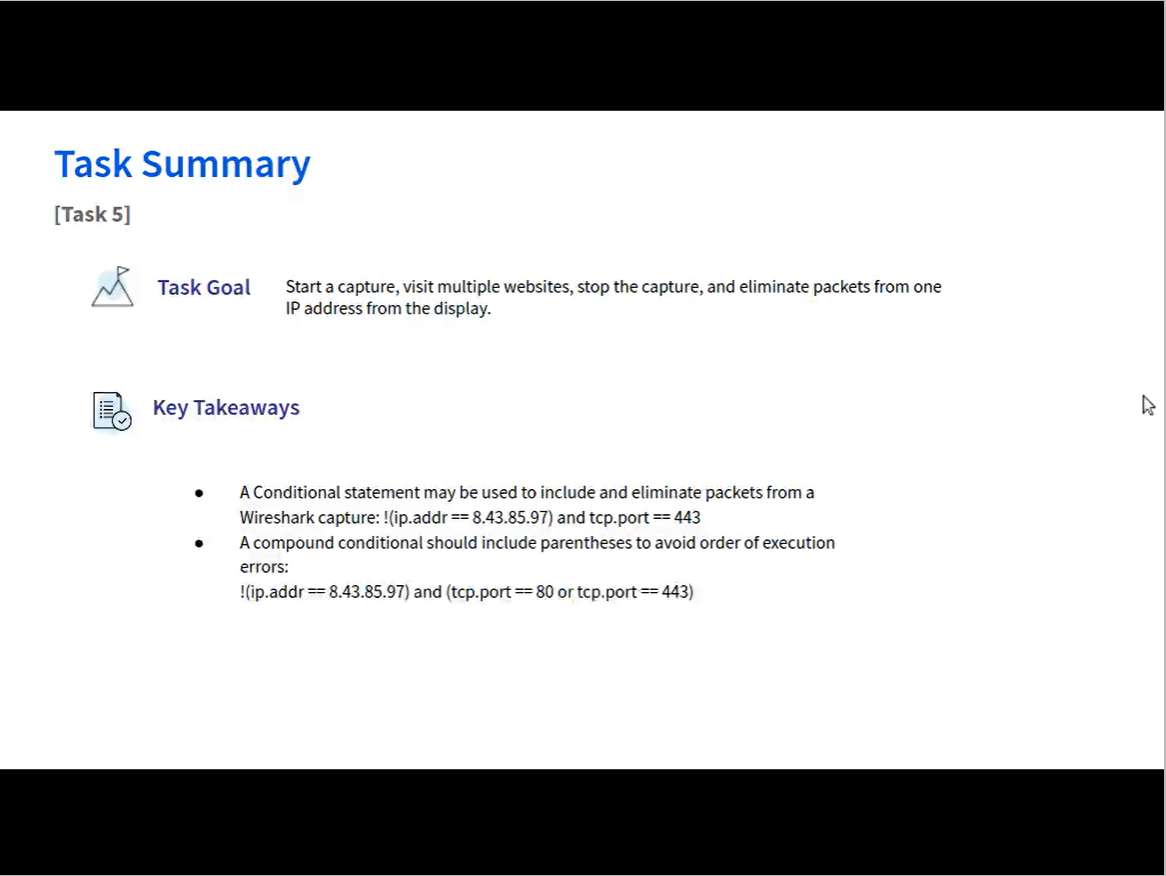 Task Summary
[Task 5]
Task Goal
Start a capture, visit multiple websites, stop the capture, and eliminate packets from one
IP address from the display.
Key Takeaways
● A Conditional statement may be used to include and eliminate packets from a
Wireshark capture: !(ip.addr == 8.43.85.97) and tcp.port == 443
● A compound conditional should include parentheses to avoid order of execution
errors:
!(ip.addr == 8.43.85.97) and (tcp.port == 80 or tcp.port == 443)